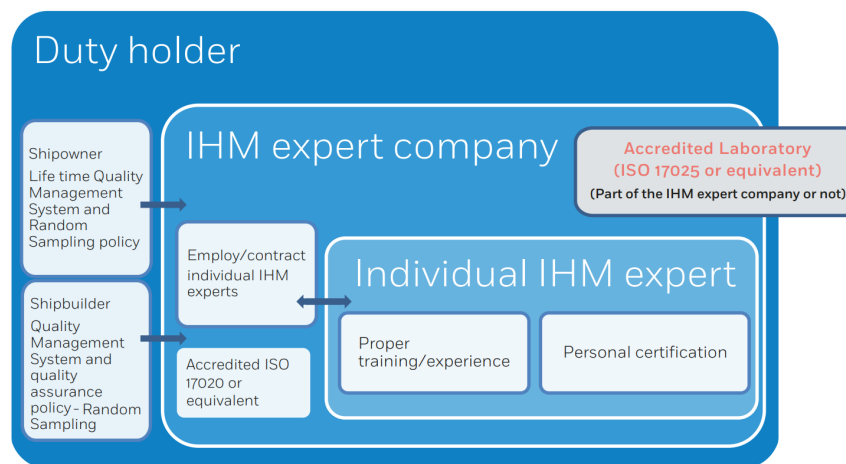 Duty holder
Shipowner
Life time Quality
Management
System and
Random
Sampling policy
Shipbuilder
Quality
Management
System and
quality
assurance
policy - Random
Sampling
IHM expert company
Employ/contract
individual IHM
experts
Accredited ISO
17020 or
equivalent
Accredited Laboratory
(ISO 17025 or equivalent)
(Part of the IHM expert company or not)
Individual IHM expert
Proper
training/experience
Personal certification